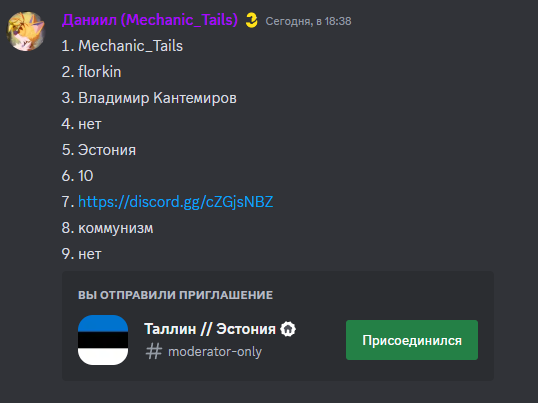 Даниил (Mechanic_Tails) Сегодня, в 18:38
1. Mechanic_Tails
2. florkin
3. Владимир Кантемиров
4. нет
5. Эстония
6. 10
7. https://discord.gg/cZGjsNBZ
8. коммунизм
9. нет
ВЫ ОТПРАВИЛИ ПРИГЛАШЕНИЕ
Таллин // Эстония
# moderator-only
Присоединился